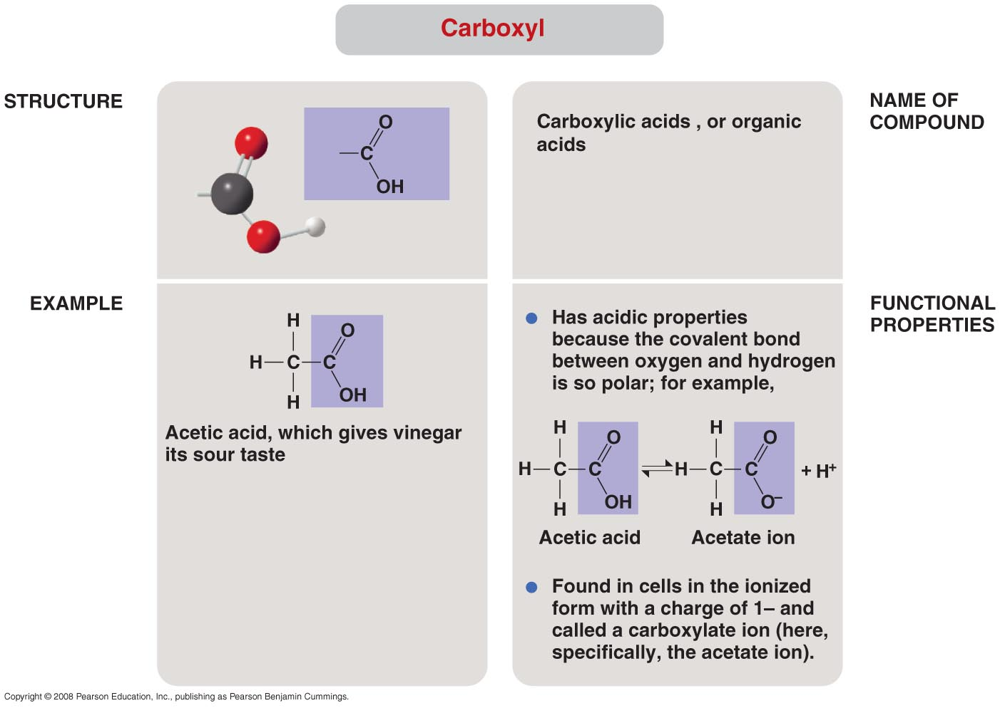 Carboxyl
STRUCTURE
O
C
OH
Carboxylic acids , or organic
acids
NAME OF
COMPOUND
EXAMPLE
H
O
H C C
OH
H
Acetic acid, which gives vinegar
its sour taste
FUNCTIONAL
PROPERTIES
Has acidic properties
because the covalent bond
between oxygen and hydrogen
is so polar; for example,
H H
O O
H C C H C C + H+
OH O–
H H
Acetic acid Acetate ion
Found in cells in the ionized
form with a charge of 1– and
called a carboxylate ion (here,
specifically, the acetate ion).
Copyright © 2008 Pearson Education, Inc., publishing as Pearson Benjamin Cummings.